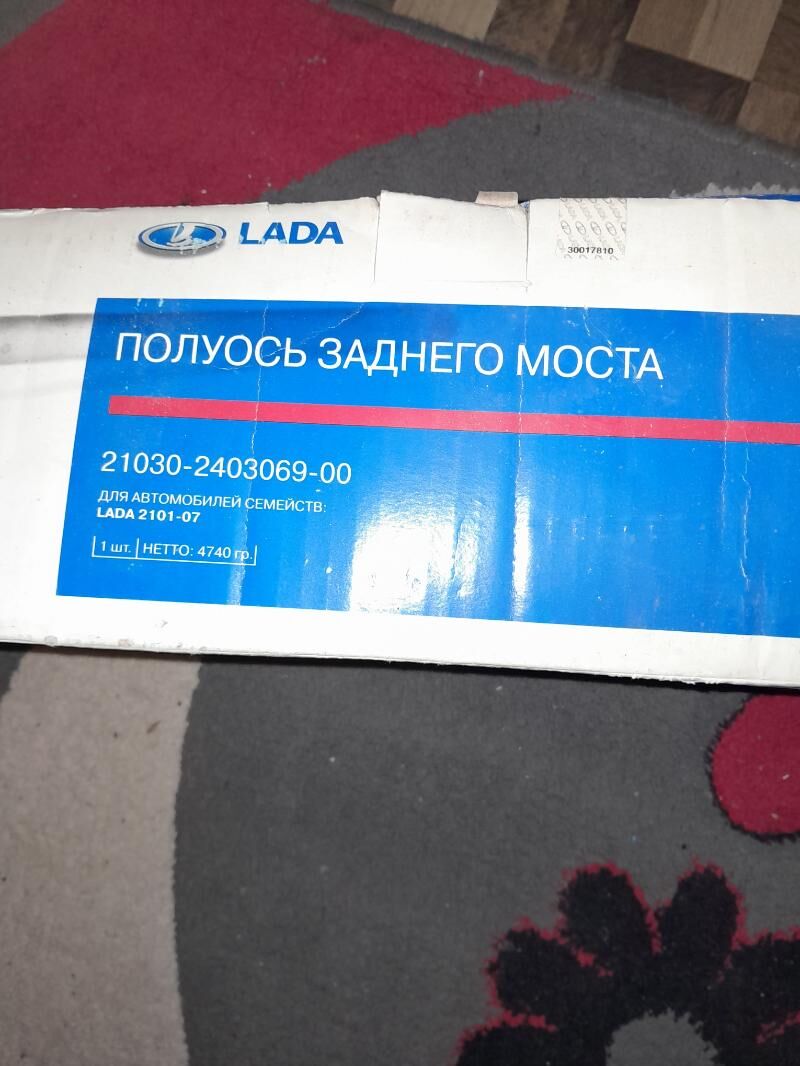 LADA
30017810
ПОЛУОСЬ ЗАДНЕГО МОСТА
21030-2403069-00
ДЛЯ АВТОМОБИЛЕЙ СЕМЕЙСТВ:
LADA 2101-07
1 шт. НЕТТО: 4740 гр.